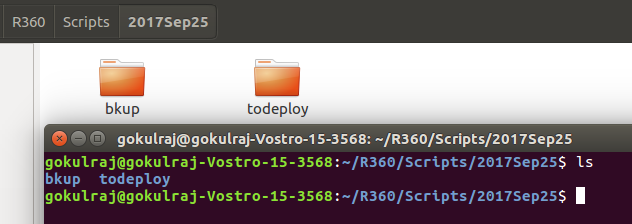 R360 Scripts 2017Sep25
bkup todeploy
gokulraj@gokulraj-Vostro-15-3568: ~/R360/Scripts/2017Sep25
gokulraj@gokulraj-Vostro-15-3568:~/R360/Scripts/2017Sep25$ ls
bkup  todeploy
gokulraj@gokulraj-Vostro-15-3568:~/R360/Scripts/2017Sep25$